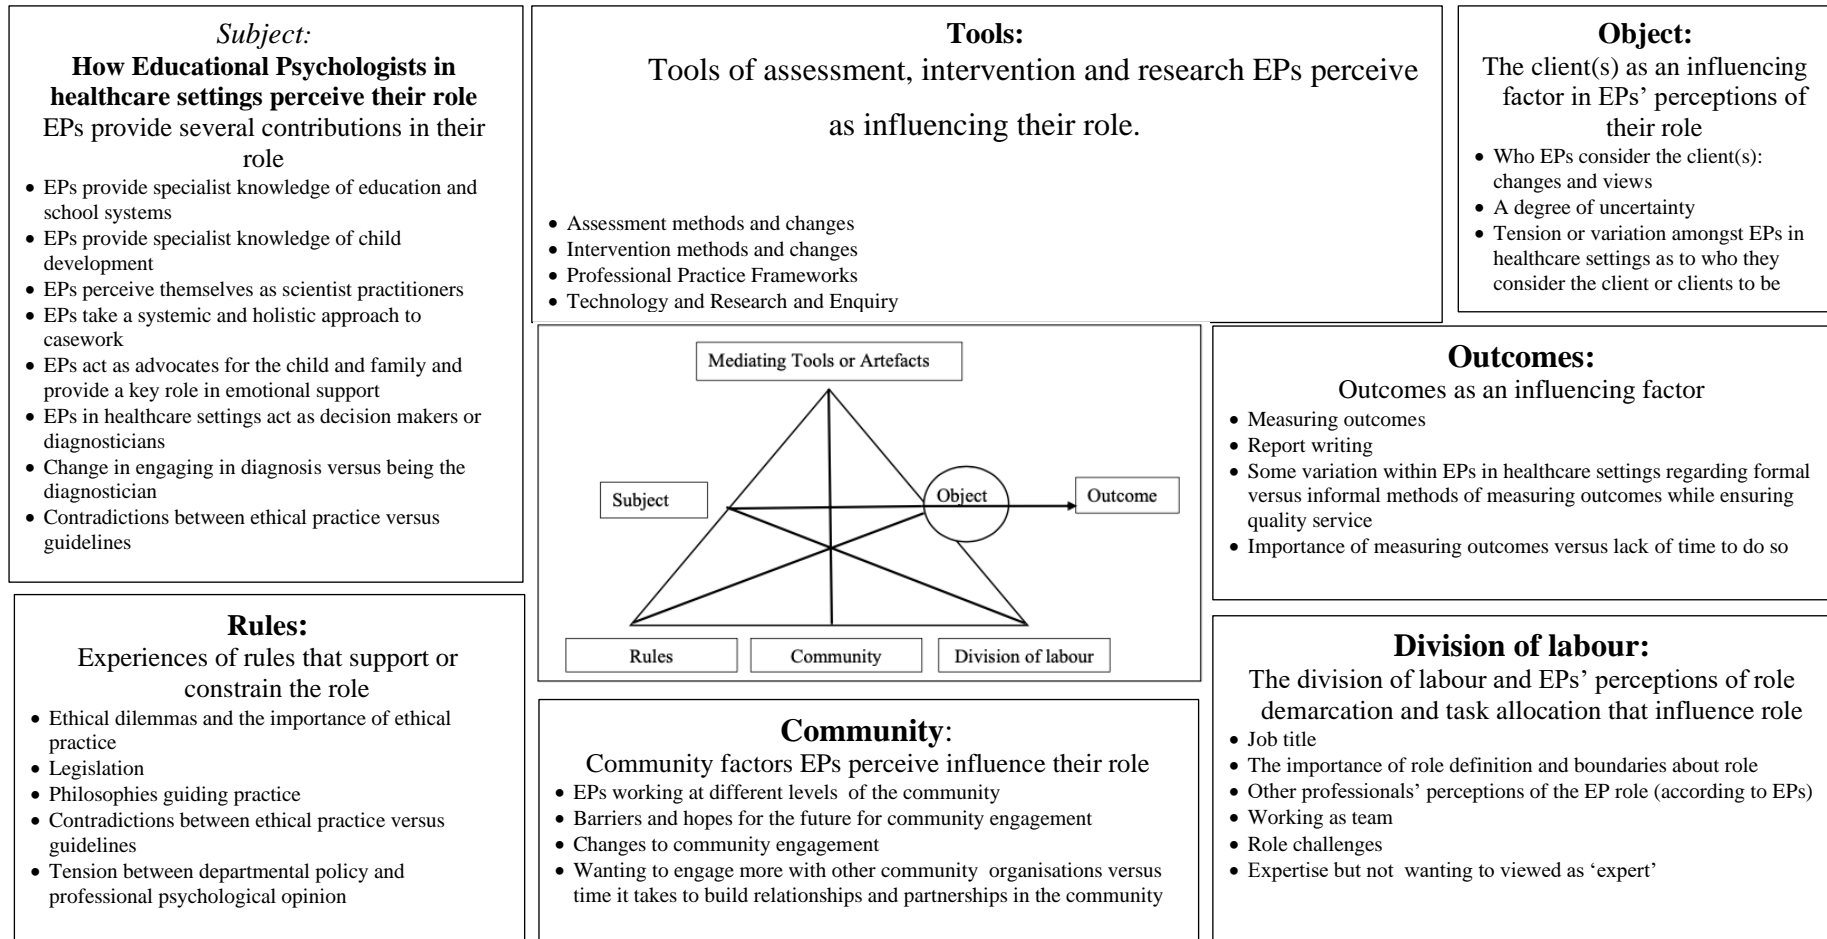 Subject:
How Educational Psychologists in
healthcare settings perceive their role
EPs provide several contributions in their
role
• EPs provide specialist knowledge of education and
school systems
• EPs provide specialist knowledge of child
development
• EPs perceive themselves as scientist practitioners
• EPs take a systemic and holistic approach to
casework
• EPs act as advocates for the child and family and
provide a key role in emotional support
• EPs in healthcare settings act as decision makers or
diagnosticians
• Change in engaging in diagnosis versus being the
diagnostician
• Contradictions between ethical practice versus
guidelines
Tools:
Tools of assessment, intervention and research EPs perceive
as influencing their role.
• Assessment methods and changes
• Intervention methods and changes
• Professional Practice Frameworks
• Technology and Research and Enquiry
Object:
The client(s) as an influencing
factor in EPs’ perceptions of
their role
• Who EPs consider the client(s):
changes and views
• A degree of uncertainty
• Tension or variation amongst EPs in
healthcare settings as to who they
consider the client or clients to be
Mediating Tools or Artefacts
Subject
Object
Outcome
Rules
Community
Division of labour
Outcomes:
Outcomes as an influencing factor
• Measuring outcomes
• Report writing
• Some variation within EPs in healthcare settings regarding formal
versus informal methods of measuring outcomes while ensuring
quality service
• Importance of measuring outcomes versus lack of time to do so
Rules:
Experiences of rules that support or
constrain the role
• Ethical dilemmas and the importance of ethical
practice
• Legislation
• Philosophies guiding practice
• Contradictions between ethical practice versus
guidelines
• Tension between departmental policy and
professional psychological opinion
Community:
Community factors EPs perceive influence their role
• EPs working at different levels of the community
• Barriers and hopes for the future for community engagement
• Changes to community engagement
• Wanting to engage more with other community organisations versus
time it takes to build relationships and partnerships in the community
Division of labour:
The division of labour and EPs’ perceptions of role
demarcation and task allocation that influence role
• Job title
• The importance of role definition and boundaries about role
• Other professionals’ perceptions of the EP role (according to EPs)
• Working as team
• Role challenges
• Expertise but not wanting to viewed as ‘expert’